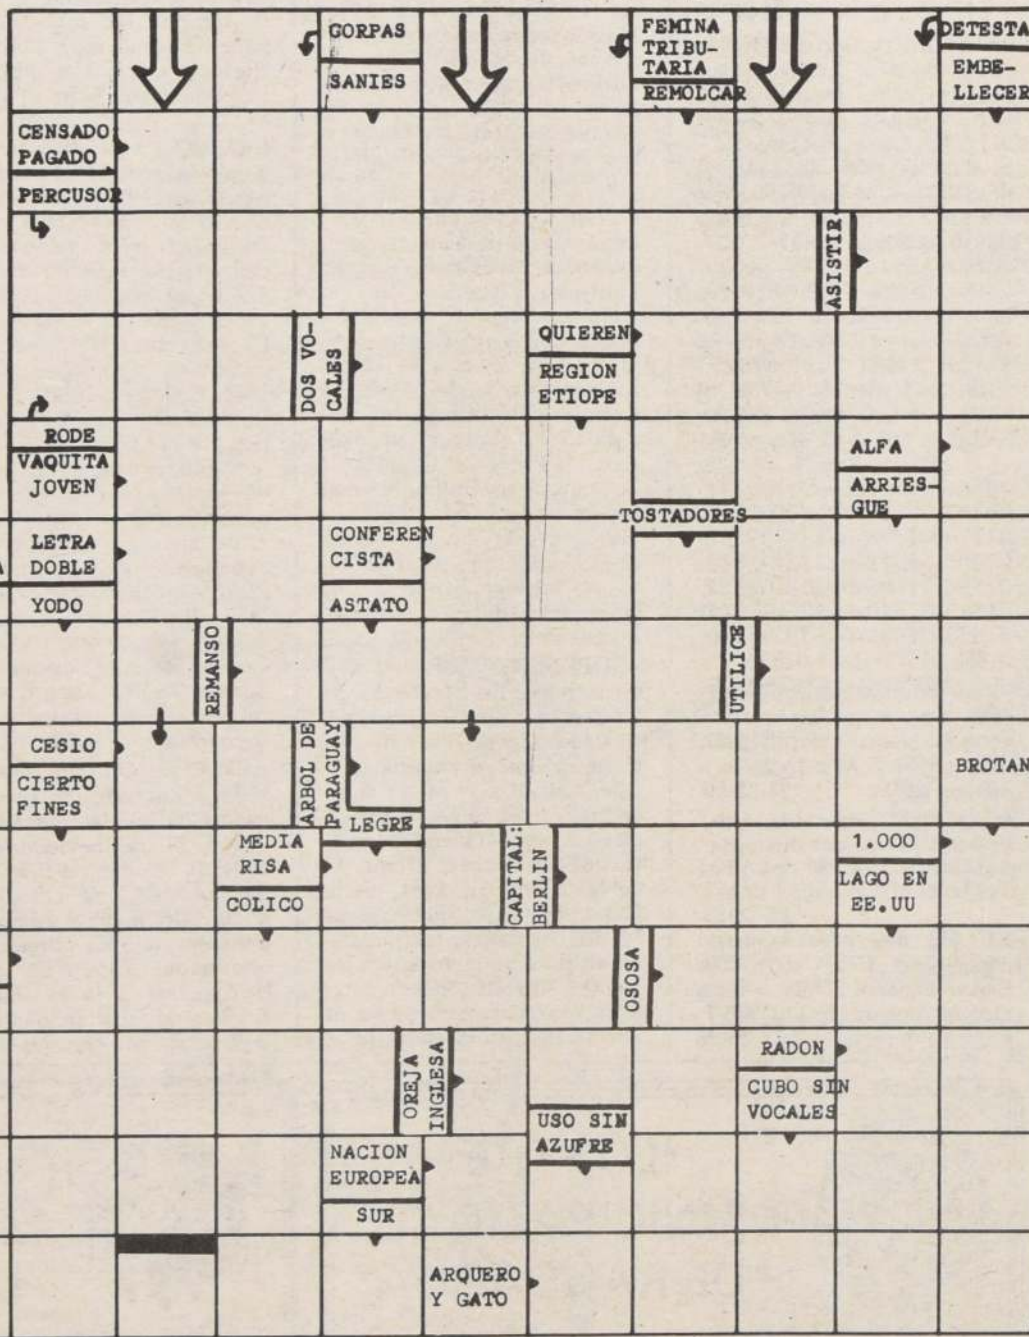 GORPAS
SANIES
FEMINA
TRIBU-
TARIA
REMOLCAR
DETESTA
EMBE-
LLECER
CENSADO
PAGADO
PERCUSOR
ASISTIR
DOS VO-
CALES
QUIEREN
REGION
ETIOPE
RODE
VAQUITA
JOVEN
ALFA
ARRIES-
GUE
LETRA
DOBLE
YODO
CONFEREN
CISTA
ASTATO
TOSTADORES
REMANSO
UTILICE
CESIO
CIERTO
FINES
ARBOL DE
PARAGUAY
LEGRE
BROTAN
MEDIA
RISA
COLICO
CAPITAL:
BERLIN
1.000
LAGO EN
EE.UU
OSOSA
OREJA
INGLESA
USO SIN
AZUFRE
RADON
CUBO SIN
VOCALES
NACION
EUROPEA
SUR
ARQUERO
Y GATO